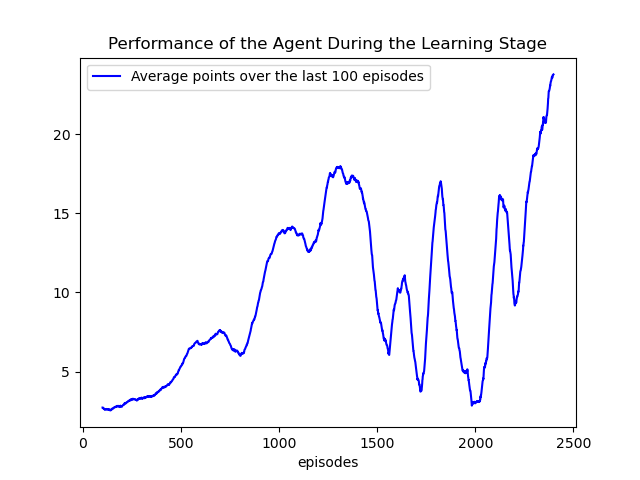 Performance of the Agent During the Learning Stage
Average points over the last 100 episodes
20
15
10
5
0 500 1000 1500 2000 2500
episodes